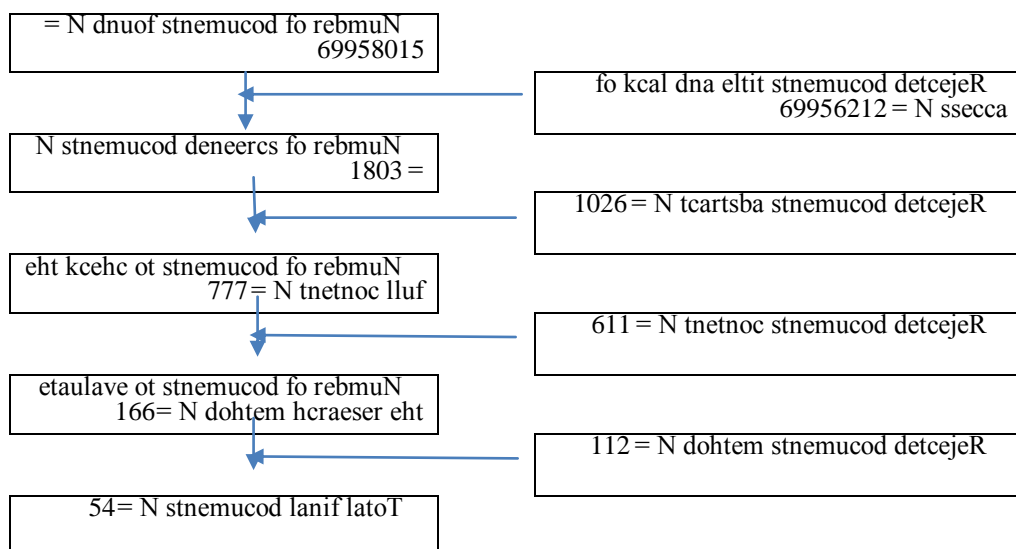 = N dnuof stnemucod fo rebmuN
69958015
fo kcal dna eltit stnemucod detcejeR
69956212 = N ssecca
N stnemucod deneercs fo rebmuN
1803 =
1026 = N tcartsba stnemucod detcejeR
eht kcehc ot stnemucod fo rebmuN
777 = N tnetnoc lluf
611 = N tnetnoc stnemucod detcejeR
etaulave ot stnemucod fo rebmuN
166= N dohtem hcraeser eht
112 = N dohtem stnemucod detcejeR
54 = N stnemucod lanif latoT